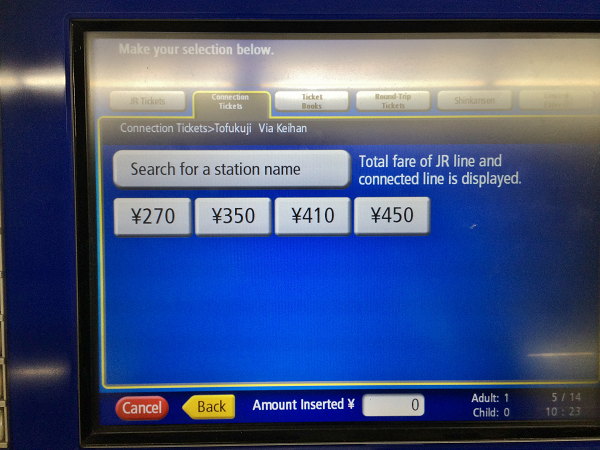 Make your selection below.
JR Tickets
Connection
Tickets
Ticket
Books
Round-Trip
Tickets
Shinkansen
Connection Tickets>Tofukuji Via Keihan
Search for a station name
Total fare of JR line and
connected line is displayed.
¥270 ¥350 ¥410 ¥450
Cancel
Back
Amount Inserted ¥ 0
Adult: 1
Child: 0
5 / 14
10 : 23